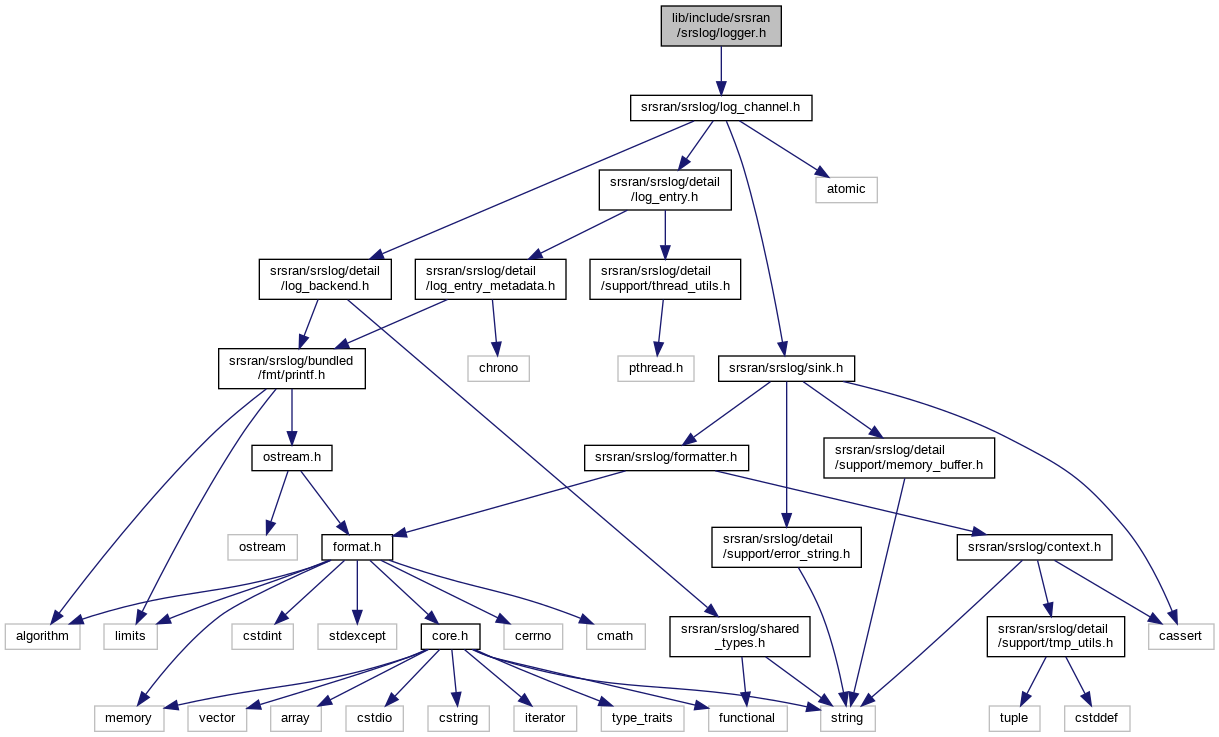 lib/include/srsran
/srslog/logger.h
srsran/srslog/log_channel.h
srsran/srslog/detail
/log_entry.h
atomic
srsran/srslog/detail
/log_backend.h
srsran/srslog/detail
/log_entry_metadata.h
srsran/srslog/detail
/support/thread_utils.h
srsran/srslog/bundled
/fmt/printf.h
chrono
pthread.h
srsran/srslog/sink.h
ostream.h
srsran/srslog/formatter.h
srsran/srslog/detail
/support/memory_buffer.h
ostream
format.h
srsran/srslog/detail
/support/error_string.h
srsran/srslog/context.h
algorithm
limits
cstdint
stdexcept
core.h
cerrno
cmath
srsran/srslog/shared
_types.h
srsran/srslog/detail
/support/tmp_utils.h
cassert
memory
vector
array
cstdio
cstring
iterator
type_traits
functional
string
tuple
cstddef